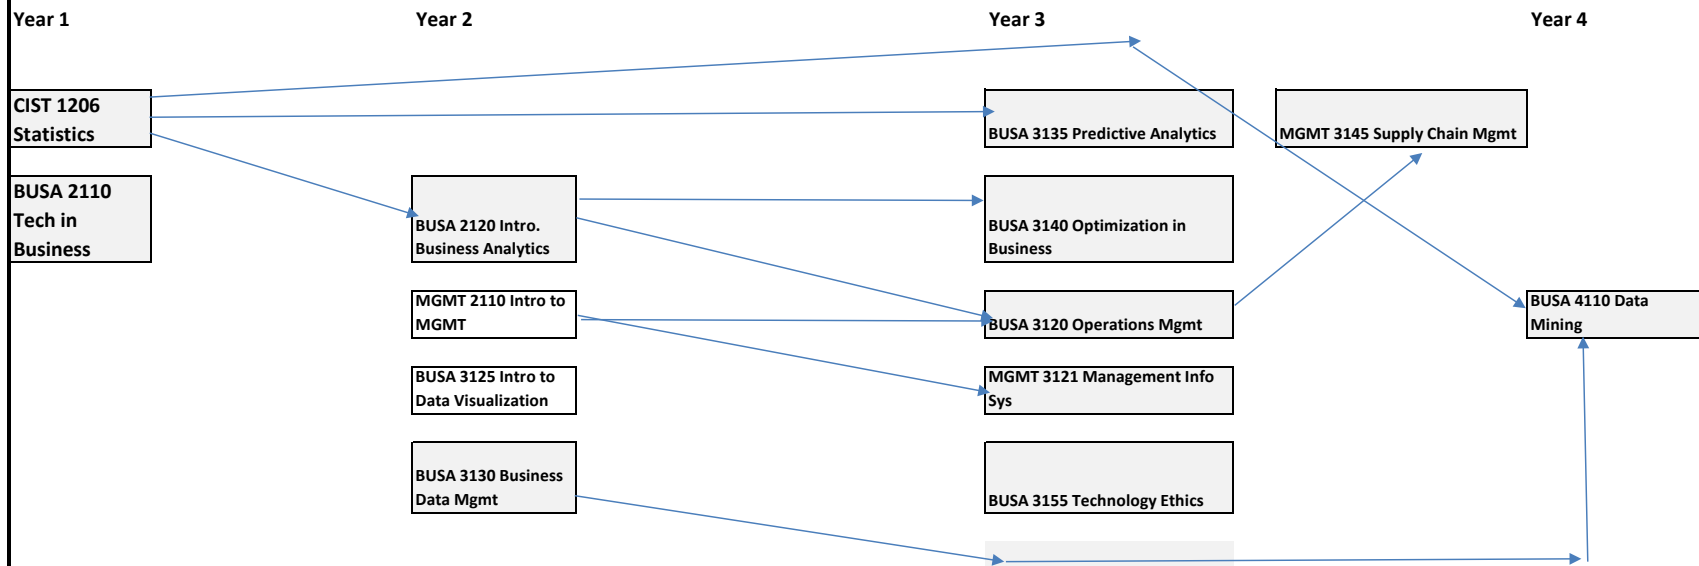 Year 1
Year 2
Year 3
Year 4
CIST 1206
Statistics
BUSA 3135 Predictive Analytics
MGMT 3145 Supply Chain Mgmt
BUSA 2110
Tech in
Business
BUSA 2120 Intro.
Business Analytics
BUSA 3140 Optimization in
Business
MGMT 2110 Intro to
MGMT
BUSA 3120 Operations Mgmt
BUSA 4110 Data
Mining
BUSA 3125 Intro to
Data Visualization
MGMT 3121 Management Info
Sys
BUSA 3130 Business
Data Mgmt
BUSA 3155 Technology Ethics